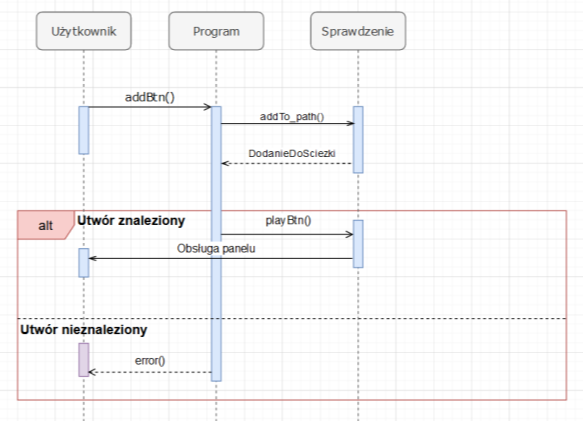 Użytkownik
Program
Sprawdzenie
addBtn()
addTo_path()
DodanieDoSciezki
alt
Utwór znaleziony
playBtn()
Obsługa panelu
Utwór nieznaleziony
error()